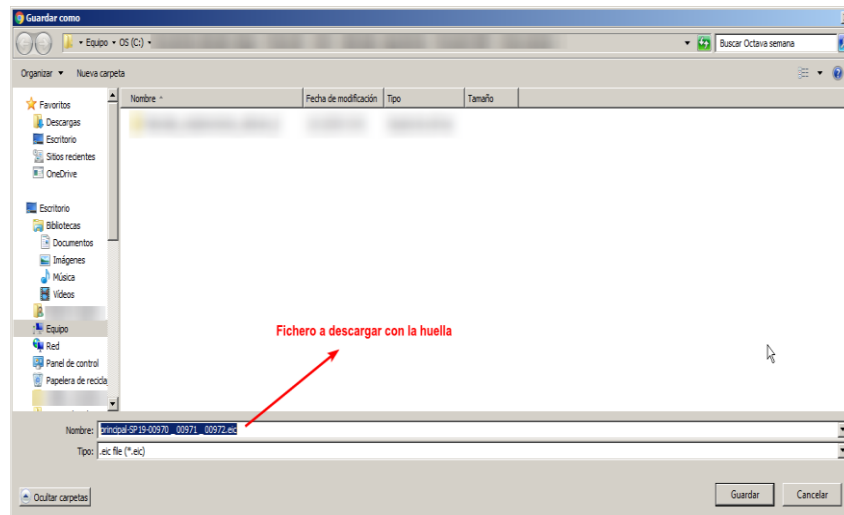 Guardar como
Equipo OS (C:)
Buscar Octava semana
Organizar Nueva carpeta
Nombre Fecha de modificación Tipo Tamaño
Favoritos
Descargas
Escritorio
Sitios recientes
OneDrive
Escritorio
Bibliotecas
Documentos
Imágenes
Música
Vídeos
Equipo
Red
Panel de control
Papelera de recicla
Fichero a descargar con la huella
Nombre: principal-SP19-00970__00971__00972.eic
Tipo: .eic file (*.eic)
Ocultar carpetas
Guardar Cancelar